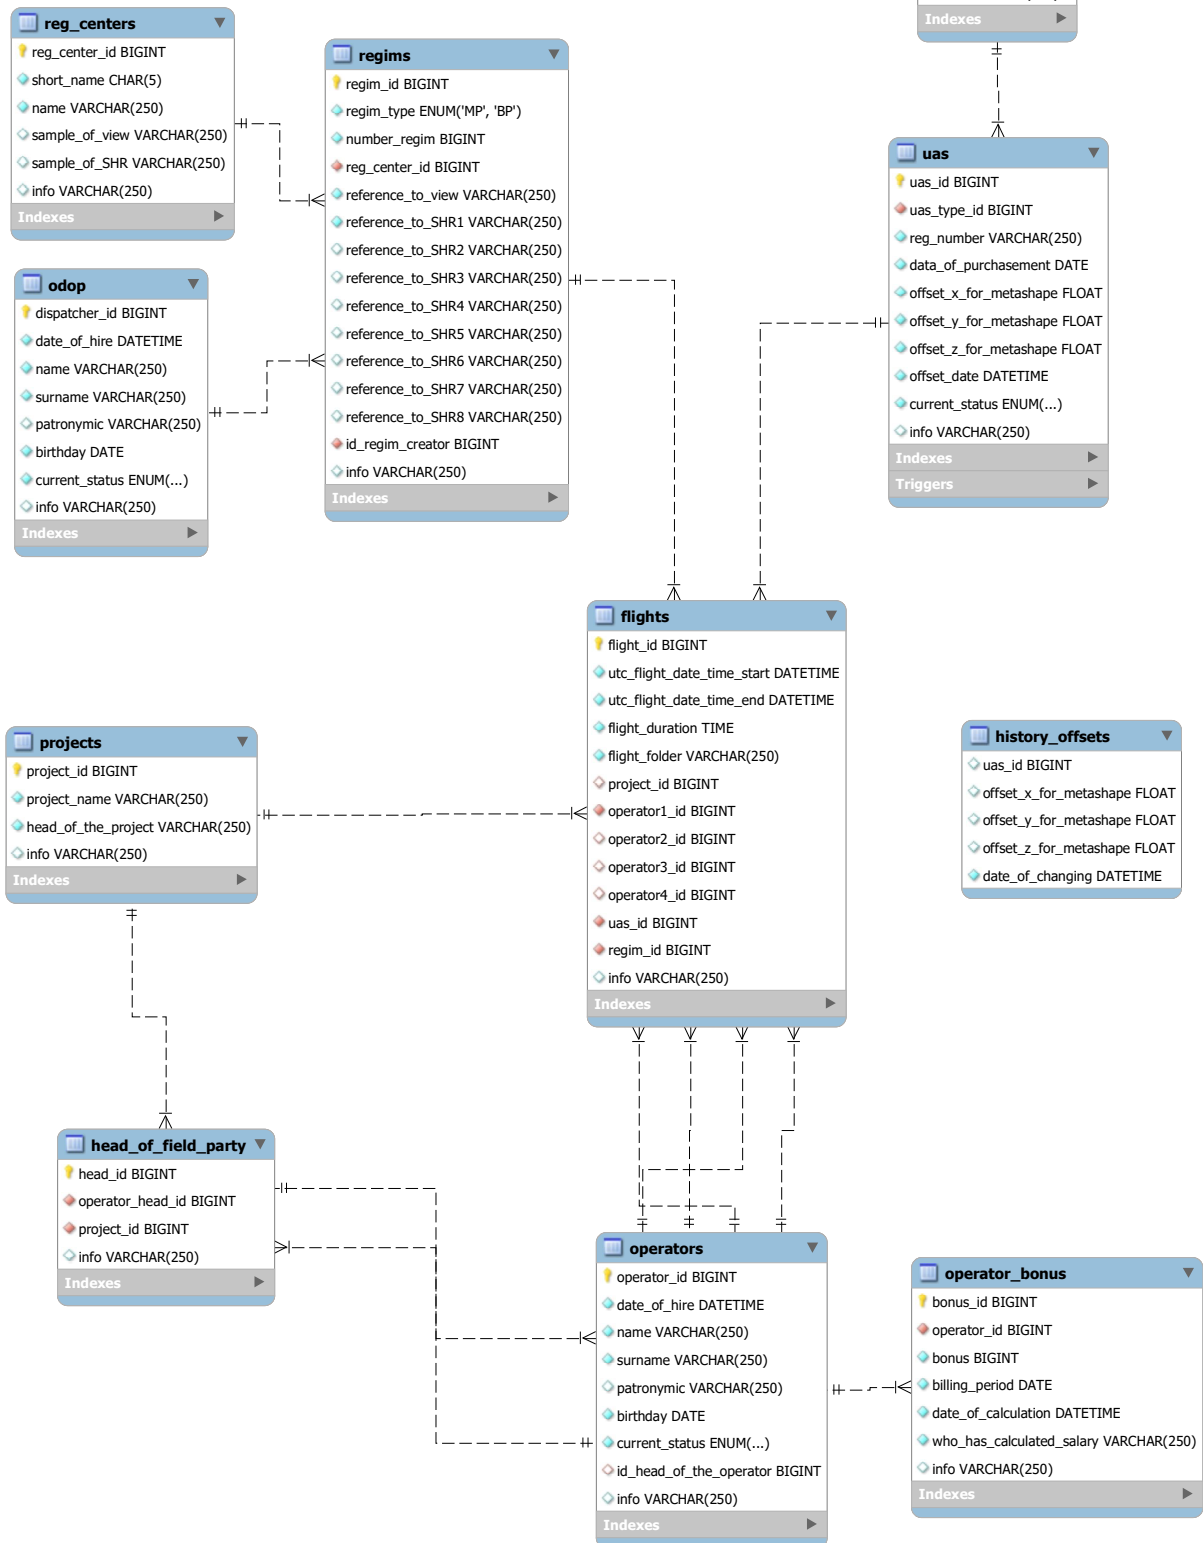 reg_centers
reg_center_id BIGINT
short_name CHAR(5)
name VARCHAR(250)
sample_of_view VARCHAR(250)
sample_of_SHR VARCHAR(250)
info VARCHAR(250)
Indexes
regims
regim_id BIGINT
regim_type ENUM('MP', 'BP')
number_regim BIGINT
reg_center_id BIGINT
reference_to_view VARCHAR(250)
reference_to_SHR1 VARCHAR(250)
reference_to_SHR2 VARCHAR(250)
reference_to_SHR3 VARCHAR(250)
reference_to_SHR4 VARCHAR(250)
reference_to_SHR5 VARCHAR(250)
reference_to_SHR6 VARCHAR(250)
reference_to_SHR7 VARCHAR(250)
reference_to_SHR8 VARCHAR(250)
id_regim_creator BIGINT
info VARCHAR(250)
Indexes
Indexes
uas
uas_id BIGINT
uas_type_id BIGINT
reg_number VARCHAR(250)
data_of_purchasement DATE
offset_x_for_metashape FLOAT
offset_y_for_metashape FLOAT
offset_z_for_metashape FLOAT
offset_date DATETIME
current_status ENUM(...)
info VARCHAR(250)
Indexes
Triggers
odop
dispatcher_id BIGINT
date_of_hire DATETIME
name VARCHAR(250)
surname VARCHAR(250)
patronymic VARCHAR(250)
birthday DATE
current_status ENUM(...)
info VARCHAR(250)
Indexes
flights
flight_id BIGINT
utc_flight_date_time_start DATETIME
utc_flight_date_time_end DATETIME
flight_duration TIME
flight_folder VARCHAR(250)
project_id BIGINT
operator1_id BIGINT
operator2_id BIGINT
operator3_id BIGINT
operator4_id BIGINT
uas_id BIGINT
regim_id BIGINT
info VARCHAR(250)
Indexes
projects
project_id BIGINT
project_name VARCHAR(250)
head_of_the_project VARCHAR(250)
info VARCHAR(250)
Indexes
history_offsets
uas_id BIGINT
offset_x_for_metashape FLOAT
offset_y_for_metashape FLOAT
offset_z_for_metashape FLOAT
date_of_changing DATETIME
head_of_field_party
head_id BIGINT
operator_head_id BIGINT
project_id BIGINT
info VARCHAR(250)
Indexes
operators
operator_id BIGINT
date_of_hire DATETIME
name VARCHAR(250)
surname VARCHAR(250)
patronymic VARCHAR(250)
birthday DATE
current_status ENUM(...)
id_head_of_the_operator BIGINT
info VARCHAR(250)
Indexes
operator_bonus
bonus_id BIGINT
operator_id BIGINT
bonus BIGINT
billing_period DATE
date_of_calculation DATETIME
who_has_calculated_salary VARCHAR(250)
info VARCHAR(250)
Indexes